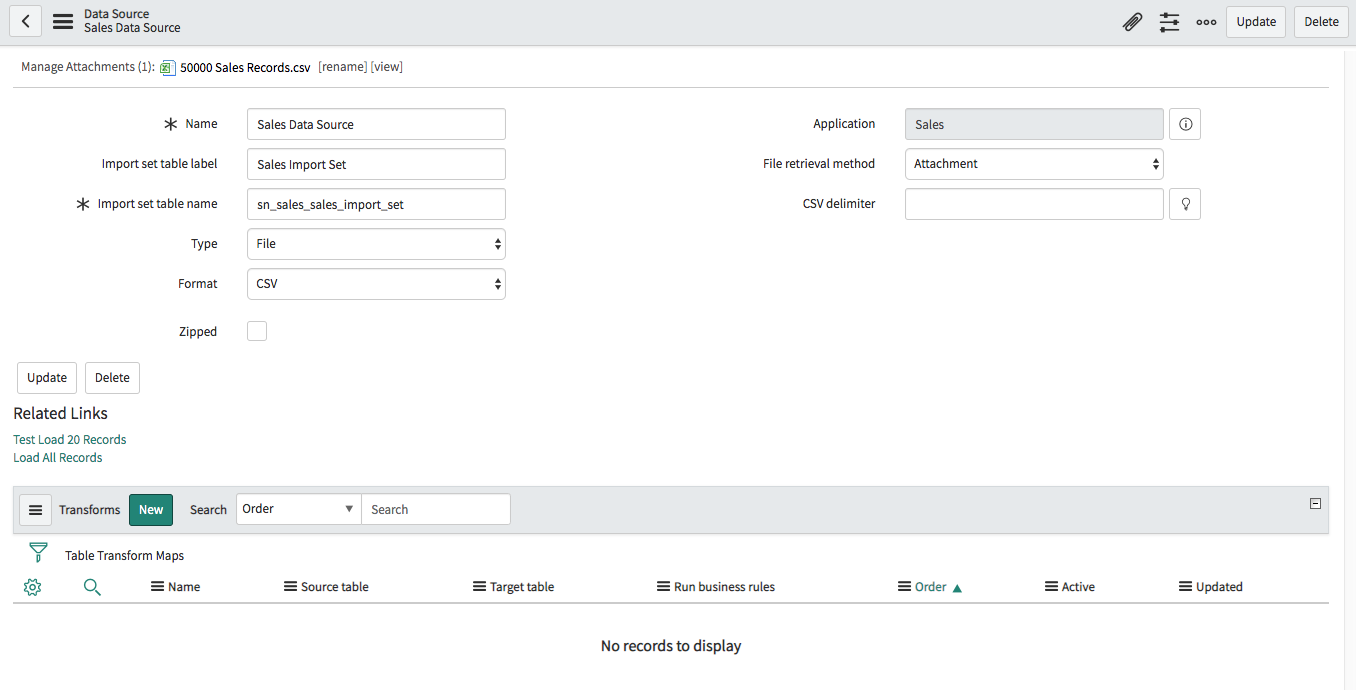 Data Source
Sales Data Source
Update
Delete
Manage Attachments (1): 50000 Sales Records.csv [rename] [view]
Name
Sales Data Source
Application
Sales
Import set table label
Sales Import Set
File retrieval method
Attachment
Import set table name
sn_sales_sales_import_set
CSV delimiter
Type
File
Format
CSV
Zipped
Update
Delete
Related Links
Test Load 20 Records
Load All Records
Transforms
New
Search
Order
Search
Table Transform Maps
Name
Source table
Target table
Run business rules
Order
Active
Updated
No records to display